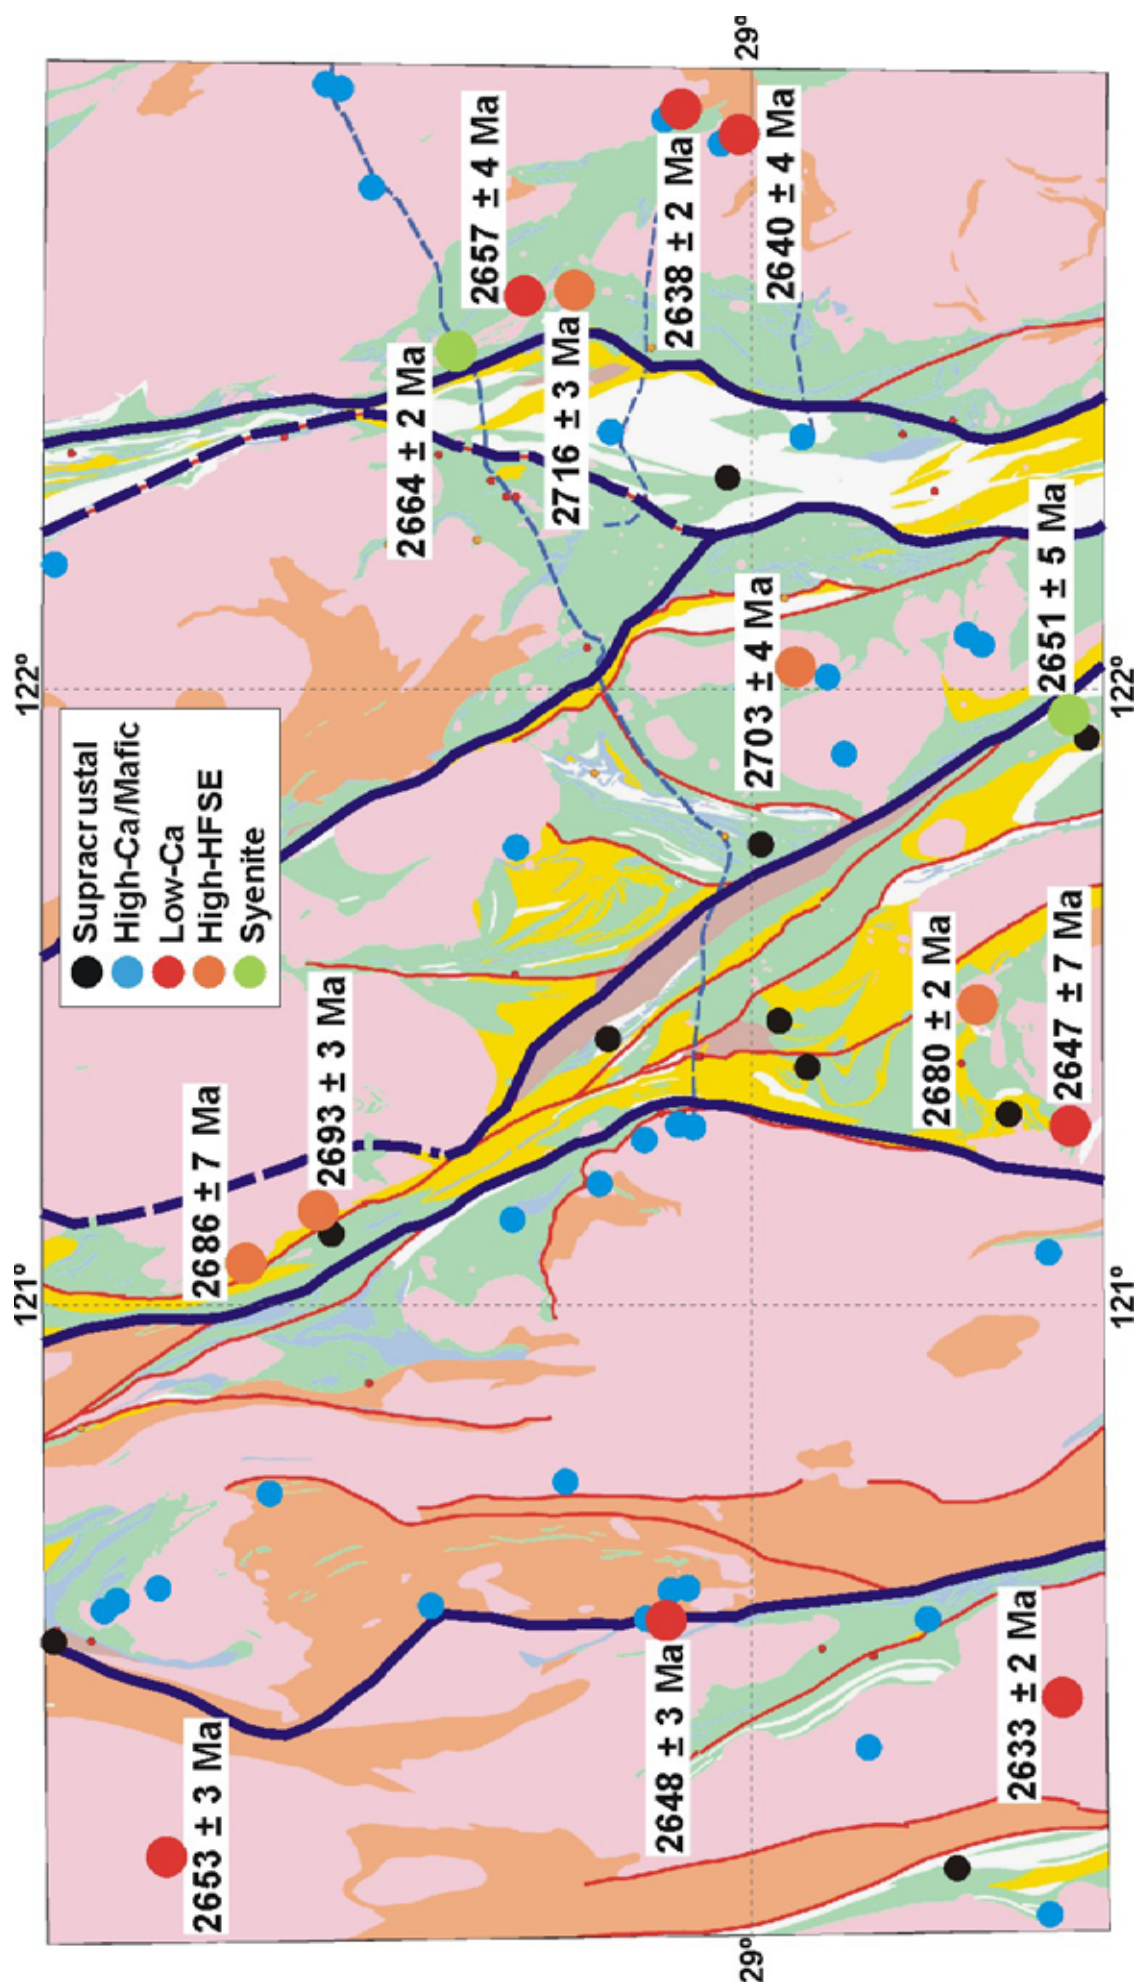 29°
122°
121°
Supracrustal
High-Ca/Mafic
Low-Ca
High-HFSE
Syenite
2657 ± 4 Ma
2638 ± 2 Ma
2640 ± 4 Ma
2664 ± 2 Ma
2716 ± 3 Ma
2703 ± 4 Ma
2651 ± 5 Ma
2693 ± 3 Ma
2686 ± 7 Ma
2680 ± 2 Ma
2647 ± 7 Ma
2653 ± 3 Ma
2648 ± 3 Ma
2633 ± 2 Ma
122°
121°
29°